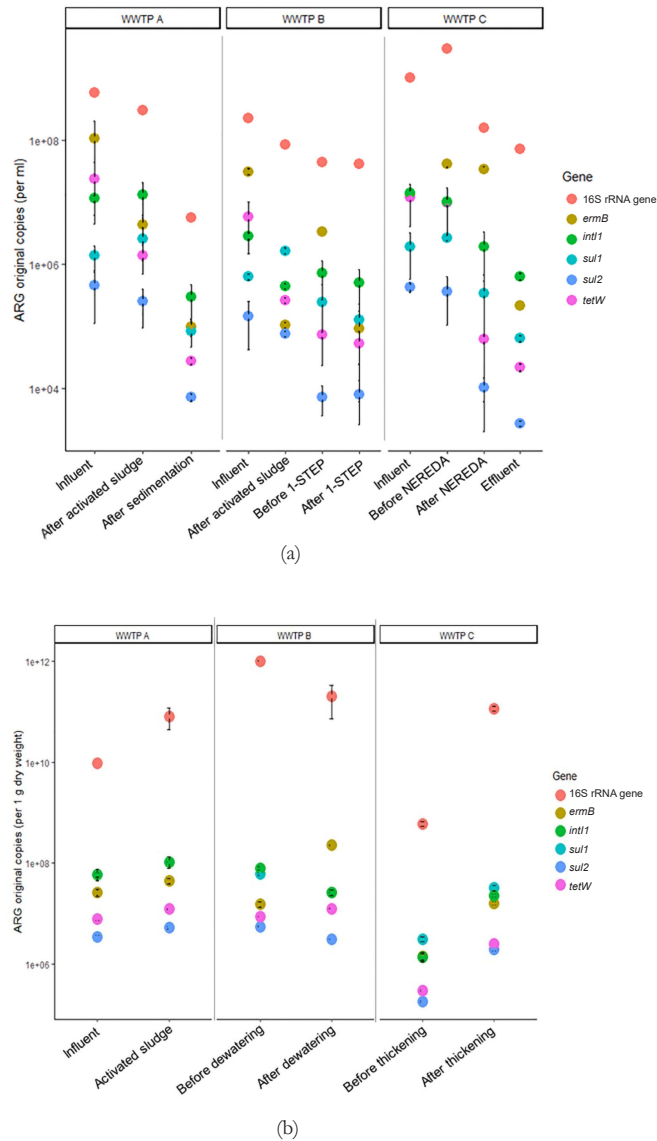 WWTP A WWTP B WWTP C
ARG original copies (per ml)
1e+08
1e+06
1e+04
Gene
16S rRNA gene
ermB
intI1
sul1
sul2
tetW
Influent
After activated sludge
After sedimentation
Influent
After activated sludge
Before 1-STEP
After 1-STEP
Influent
Before NEREDA
After NEREDA
Effluent
(a)
WWTP A WWTP B WWTP C
ARG original copies (per 1 g dry weight)
1e+12
1e+10
1e+08
1e+06
Gene
16S rRNA gene
ermB
intI1
sul1
sul2
tetW
Influent
Activated sludge
Before dewatering
After dewatering
Before thickening
After thickening
(b)